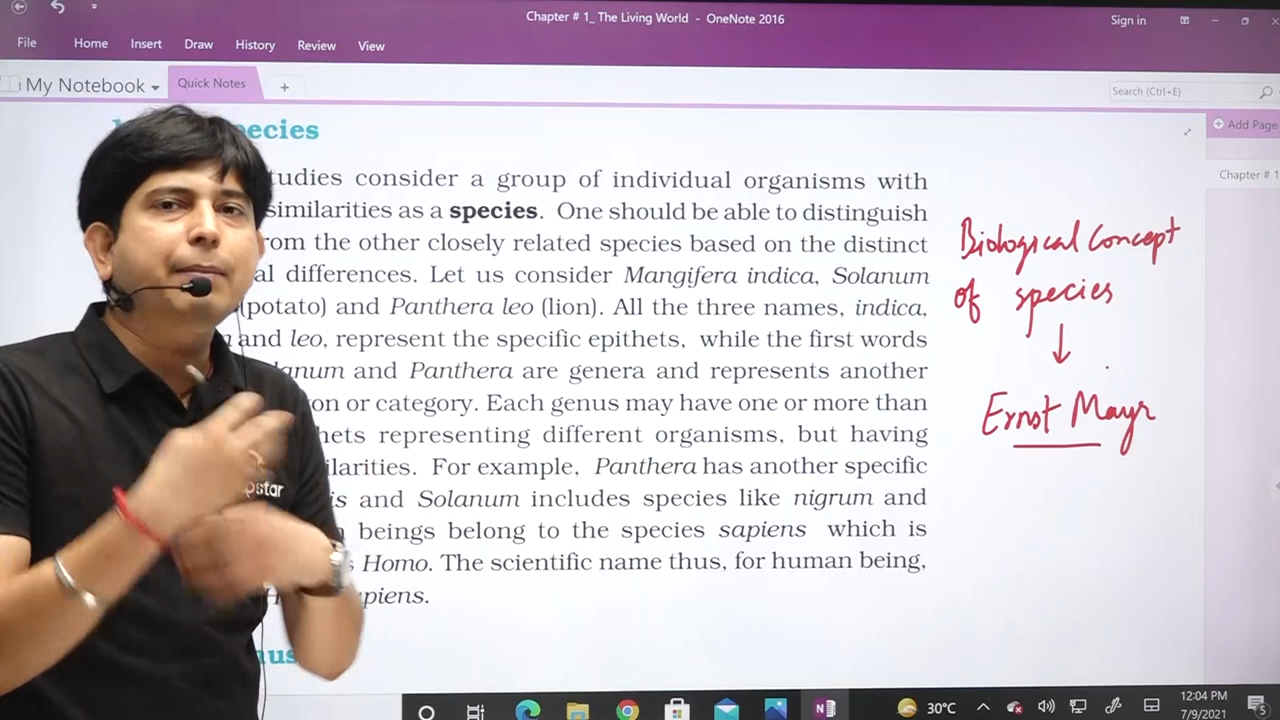 Chapter # 1_ The Living World - OneNote 2016
Sign in
File Home Insert Draw History Review View
My Notebook
Quick Notes
Search (Ctrl+E)
Add Page
Chapter # 1
ecies
tudies consider a group of individual organisms with
similarities as a species. One should be able to distinguish
rom the other closely related species based on the distinct
al differences. Let us consider Mangifera indica, Solanum
(potato) and Panthera leo (lion). All the three names, indica,
and leo, represent the specific epithets, while the first words
lanum and Panthera are genera and represents another
on or category. Each genus may have one or more than
hets representing different organisms, but having
ilarities. For example, Panthera has another specific
is and Solanum includes species like nigrum and
beings belong to the species sapiens which is
Homo. The scientific name thus, for human being,
piens.
nus
Biological Concept
of species
↓
Ernst Mayr
pstar
30°C
12:04 PM
7/9/2021
5